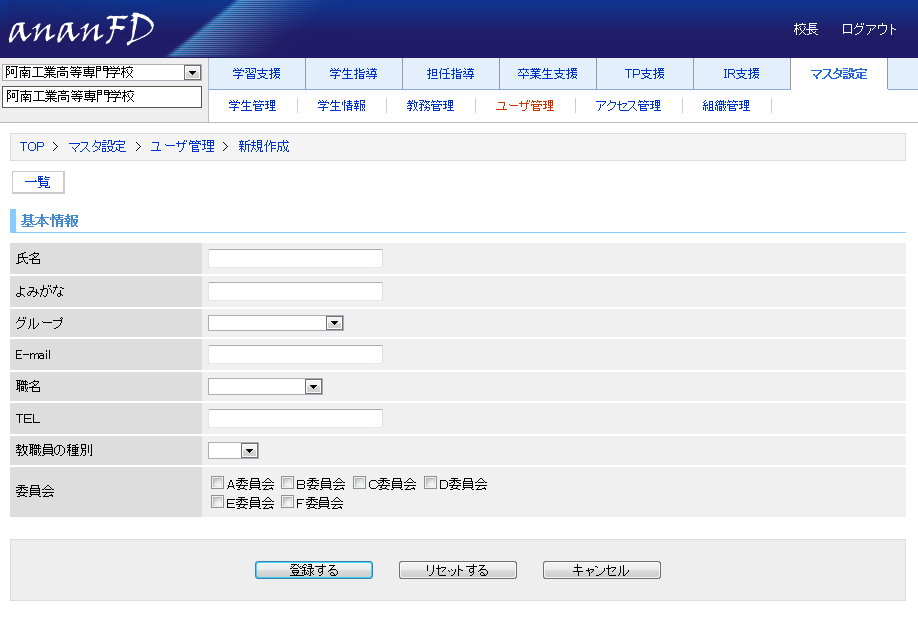 ananFD
校長 ログアウト
阿南工業高等専門学校
阿南工業高等専門学校
学習支援 学生指導 担任指導 卒業生支援 TP支援 IR支援 マスタ設定
学生管理 学生情報 教務管理 ユーザ管理 アクセス管理 組織管理
TOP > マスタ設定 > ユーザ管理 > 新規作成
一覧
基本情報
氏名
よみがな
グループ
E-mail
職名
TEL
教職員の種別
委員会
A委員会 B委員会 C委員会 D委員会
E委員会 F委員会
登録する リセットする キャンセル